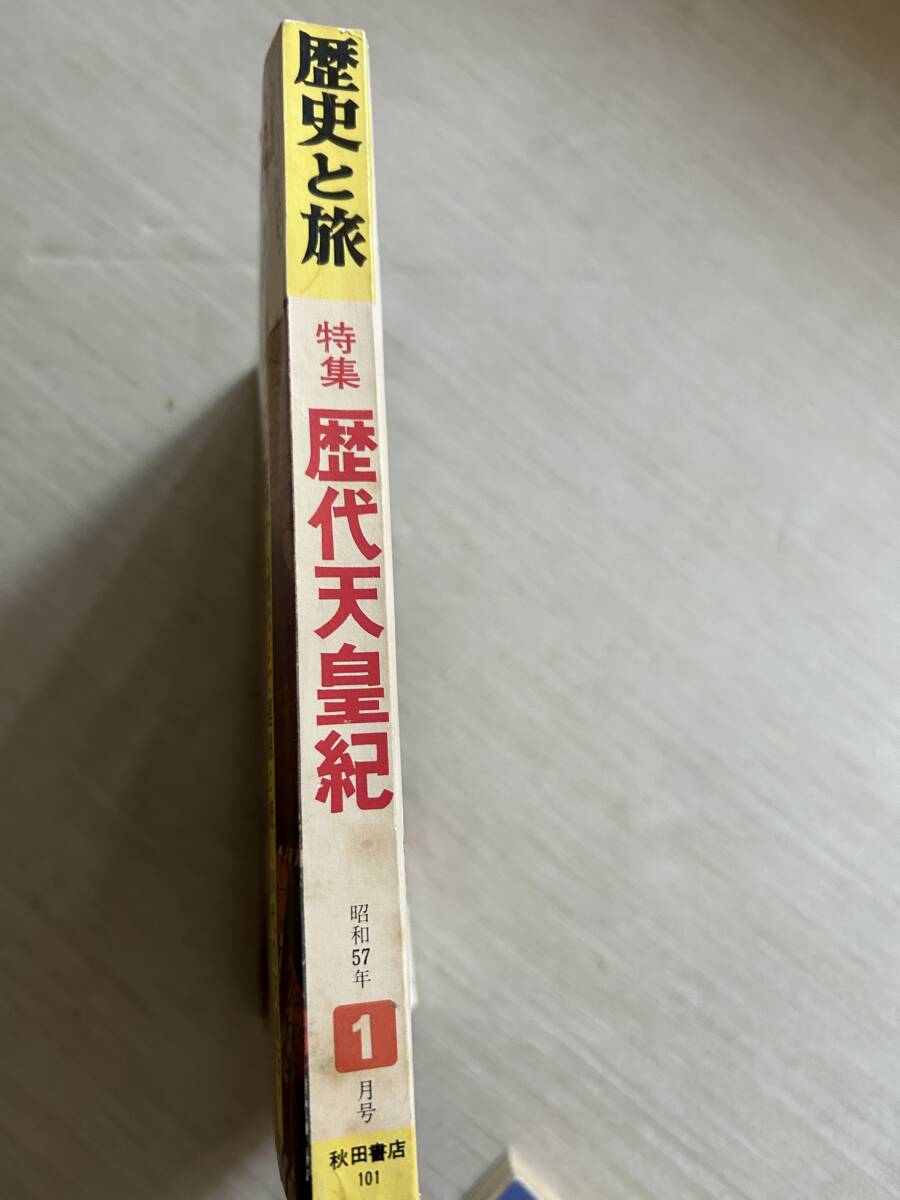 歴史と旅
特集
歴代天皇紀
昭和57年
1
月号
秋田書店
101